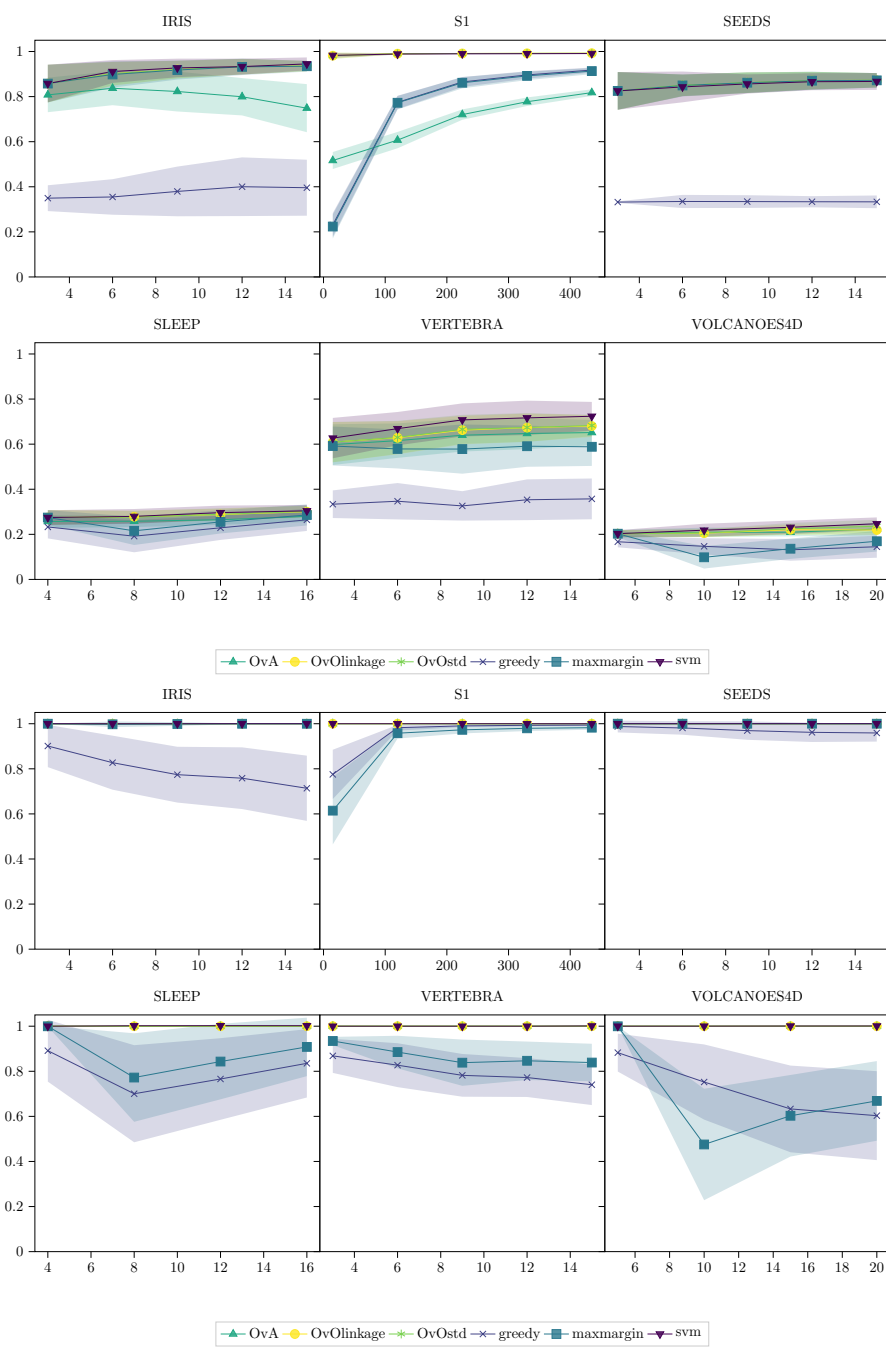 IRIS S1 SEEDS
1
0.8
0.6
0.4
0.2
0
4 6 8 10 12 14 0 100 200 300 400 4 6 8 10 12 14
SLEEP VERTEBRA VOLCANOES4D
1
0.8
0.6
0.4
0.2
0
4 6 8 10 12 14 16 4 6 8 10 12 14 6 8 10 12 14 16 18 20
OvA OvOlinkage OvOstd greedy maxmargin svm
IRIS S1 SEEDS
1
0.8
0.6
0.4
0.2
0
4 6 8 10 12 14 0 100 200 300 400 4 6 8 10 12 14
SLEEP VERTEBRA VOLCANOES4D
1
0.8
0.6
0.4
0.2
0
4 6 8 10 12 14 16 4 6 8 10 12 14 6 8 10 12 14 16 18 20
OvA OvOlinkage OvOstd greedy maxmargin svm